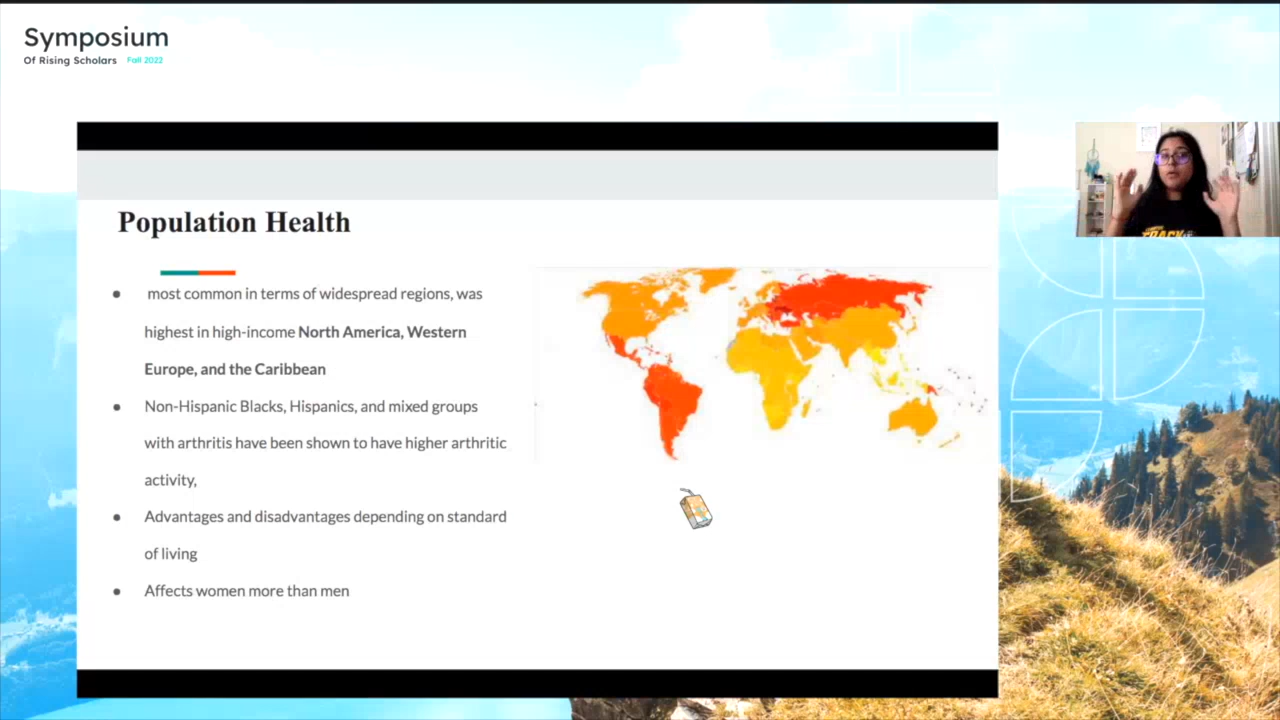 Symposium
Of Rising Scholars Fall 2022
Population Health
most common in terms of widespread regions, was
highest in high-income North America, Western
Europe, and the Caribbean
Non-Hispanic Blacks, Hispanics, and mixed groups
with arthritis have been shown to have higher arthritic
activity,
Advantages and disadvantages depending on standard
of living
Affects women more than men
TRACK